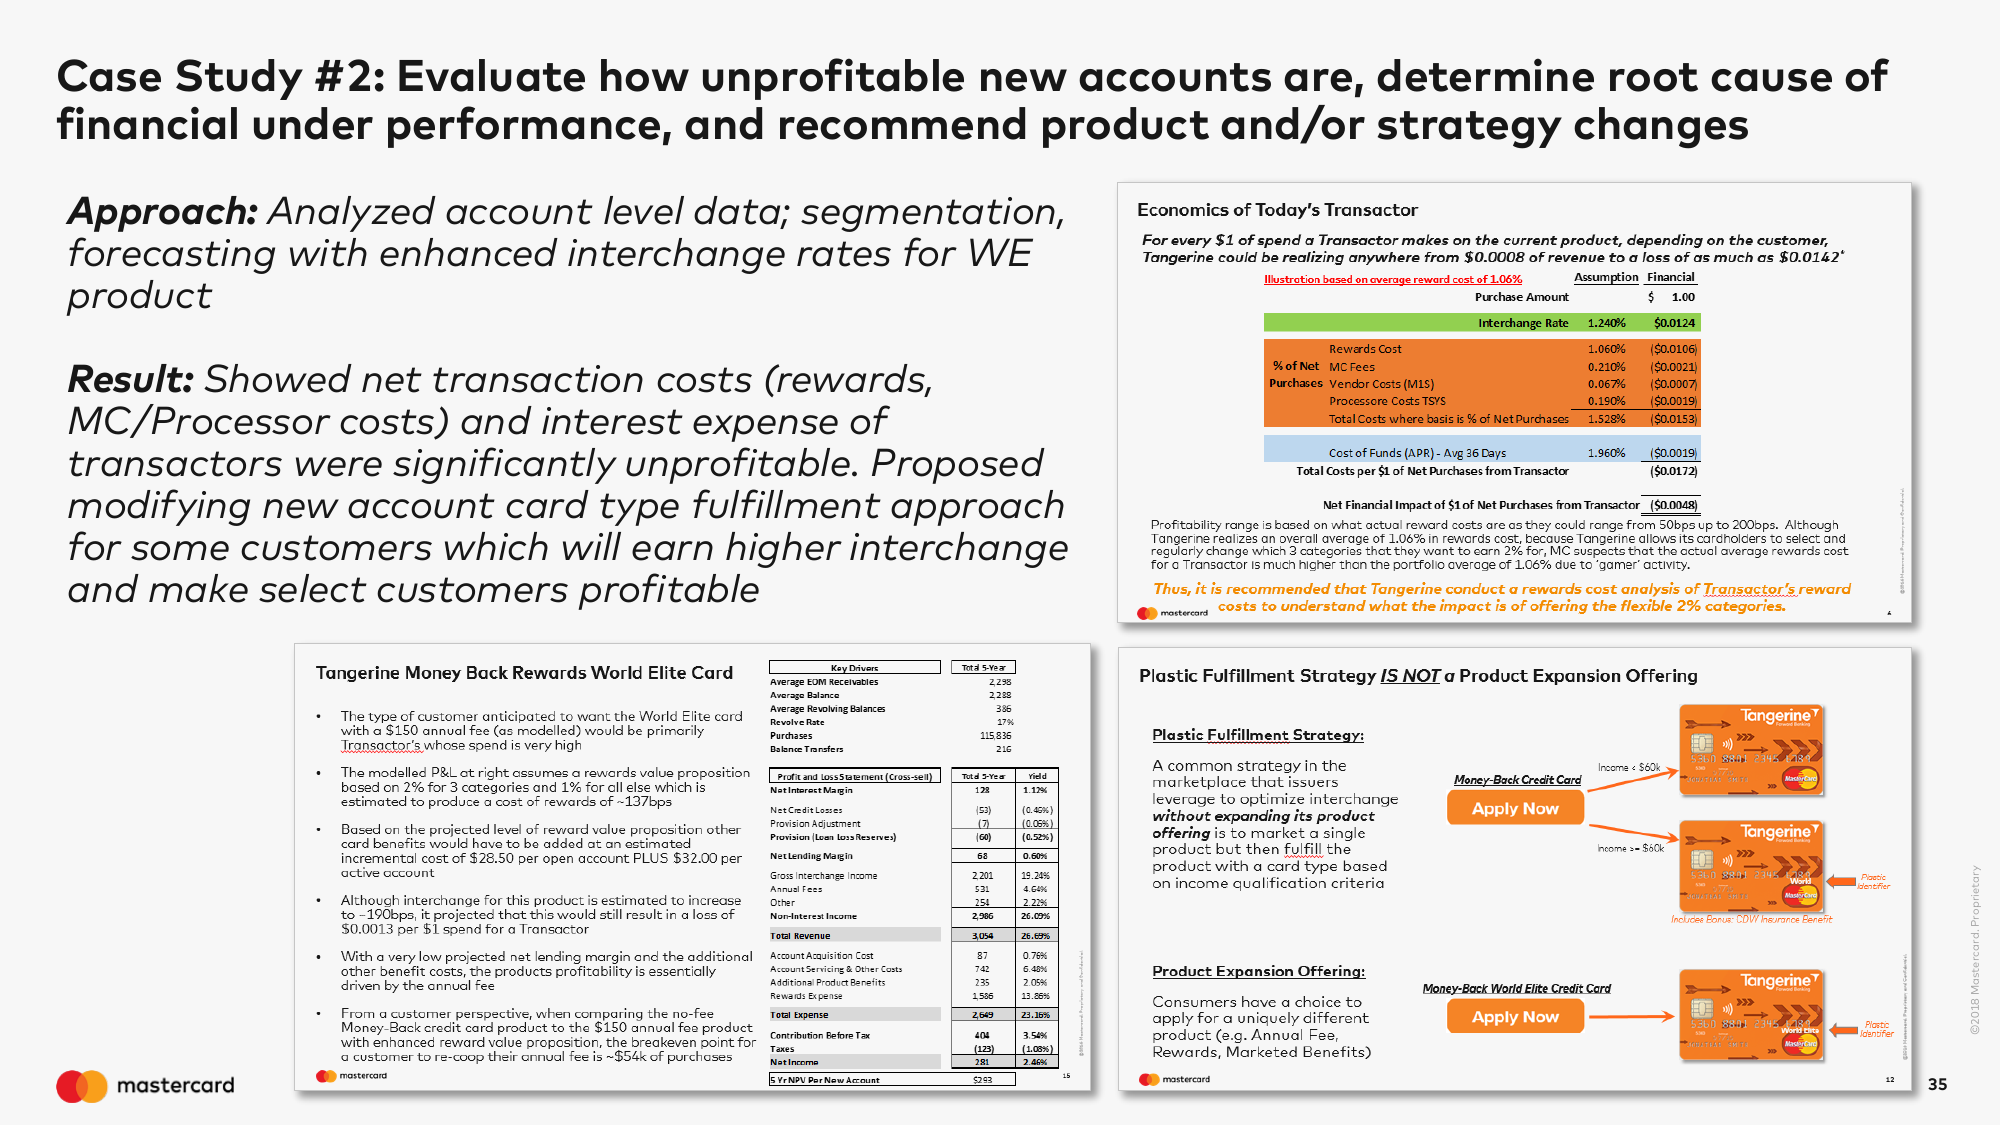 Case Study #2: Evaluate how unprofitable new accounts are, determine root cause of
financial under performance, and recommend product and/or strategy changes
Approach: Analyzed account level data; segmentation,
forecasting with enhanced interchange rates for WE
product
Result: Showed net transaction costs (rewards,
MC/Processor costs) and interest expense of
transactors were significantly unprofitable. Proposed
modifying new account card type fulfillment approach
for some customers which will earn higher interchange
and make select customers profitable
Economics of Today's Transactor
For every $1 of spend a Transactor makes on the current product, depending on the customer,
Tangerine could be realizing anywhere from $0.0008 of revenue to a loss of as much as $0.0142*
Illustration based on average reward cost of 1.06% Assumption Financial
Purchase Amount $ 1.00
Interchange Rate 1.240% $0.0124
Rewards Cost 1.060% ($0.0106)
% of Net MC Fees 0.210% ($0.0021)
Purchases Vendor Costs (M1S) 0.067% ($0.0007)
Processore Costs TSYS 0.190% ($0.0019)
Total Costs where basis is % of Net Purchases 1.528% ($0.0153)
Cost of Funds (APR) - Avg 36 Days 1.960% ($0.0019)
Total Costs per $1 of Net Purchases from Transactor ($0.0172)
Net Financial Impact of $1 of Net Purchases from Transactor ($0.0048)
Profitability range is based on what actual reward costs are as they could range from 50bps up to 200bps. Although
Tangerine realizes an overall average of 1.06% in rewards cost, because Tangerine allows its cardholders to select and
regularly change which 3 categories that they want to earn 2% for, MC suspects that the actual average rewards cost
for a Transactor is much higher than the portfolio average of 1.06% due to 'gamer' activity.
Thus, it is recommended that Tangerine conduct a rewards cost analysis of Transactor's reward
costs to understand what the impact is of offering the flexible 2% categories.
mastercard
Tangerine Money Back Rewards World Elite Card
• The type of customer anticipated to want the World Elite card
with a $150 annual fee (as modelled) would be primarily
Transactor's whose spend is very high
• The modelled P&L at right assumes a rewards value proposition
based on 2% for 3 categories and 1% for all else which is
estimated to produce a cost of rewards of ~137bps
• Based on the projected level of reward value proposition other
card benefits would have to be added at an estimated
incremental cost of $28.50 per open account PLUS $32.00 per
active account
• Although interchange for this product is estimated to increase
to ~190bps, it projected that this would still result in a loss of
$0.0013 per $1 spend for a Transactor
• With a very low projected net lending margin and the additional
other benefit costs, the products profitability is essentially
driven by the annual fee
• From a customer perspective, when comparing the no-fee
Money-Back credit card product to the $150 annual fee product
with enhanced reward value proposition, the breakeven point for
a customer to re-coop their annual fee is ~$54k of purchases
mastercard
Key Drivers Total 5-Year
Average EOM Receivables 2,298
Average Balance 2,288
Average Revolving Balances 386
Revolve Rate 17%
Purchases 115,836
Balance Transfers 216
Profit and Loss Statement (Cross-sell) Total 5-Year Yield
Net Interest Margin 128 1.12%
Net Credit Losses (53) (0.46%)
Provision Adjustment (7) (0.06%)
Provision (Loan Loss Reserves) (60) (0.52%)
Net Lending Margin 68 0.60%
Gross Interchange Income 2,201 19.24%
Annual Fees 531 4.64%
Other 254 2.22%
Non-Interest Income 2,986 26.09%
Total Revenue 3,054 26.69%
Account Acquisition Cost 87 0.76%
Account Servicing & Other Costs 742 6.48%
Additional Product Benefits 235 2.05%
Rewards Expense 1,586 13.86%
Total Expense 2,649 23.16%
Contribution Before Tax 404 3.54%
Taxes (123) (1.08%)
Net Income 281 2.46%
5 Yr NPV Per New Account $293
15
Plastic Fulfillment Strategy IS NOT a Product Expansion Offering
Plastic Fulfillment Strategy:
A common strategy in the
marketplace that issuers
leverage to optimize interchange
without expanding its product
offering is to market a single
product but then fulfill the
product with a card type based
on income qualification criteria
Money-Back Credit Card
Apply Now
Income < $60k
Income >= $60k
Tangerine
Forward Banking
MasterCard
Tangerine
World
MasterCard
Plastic
Identifier
Includes Bonus: CDW Insurance Benefit
Product Expansion Offering:
Consumers have a choice to
apply for a uniquely different
product (e.g. Annual Fee,
Rewards, Marketed Benefits)
Money-Back World Elite Credit Card
Apply Now
Tangerine
World Elite
MasterCard
Plastic
Identifier
mastercard
12
mastercard
©2018 Mastercard. Proprietary
35